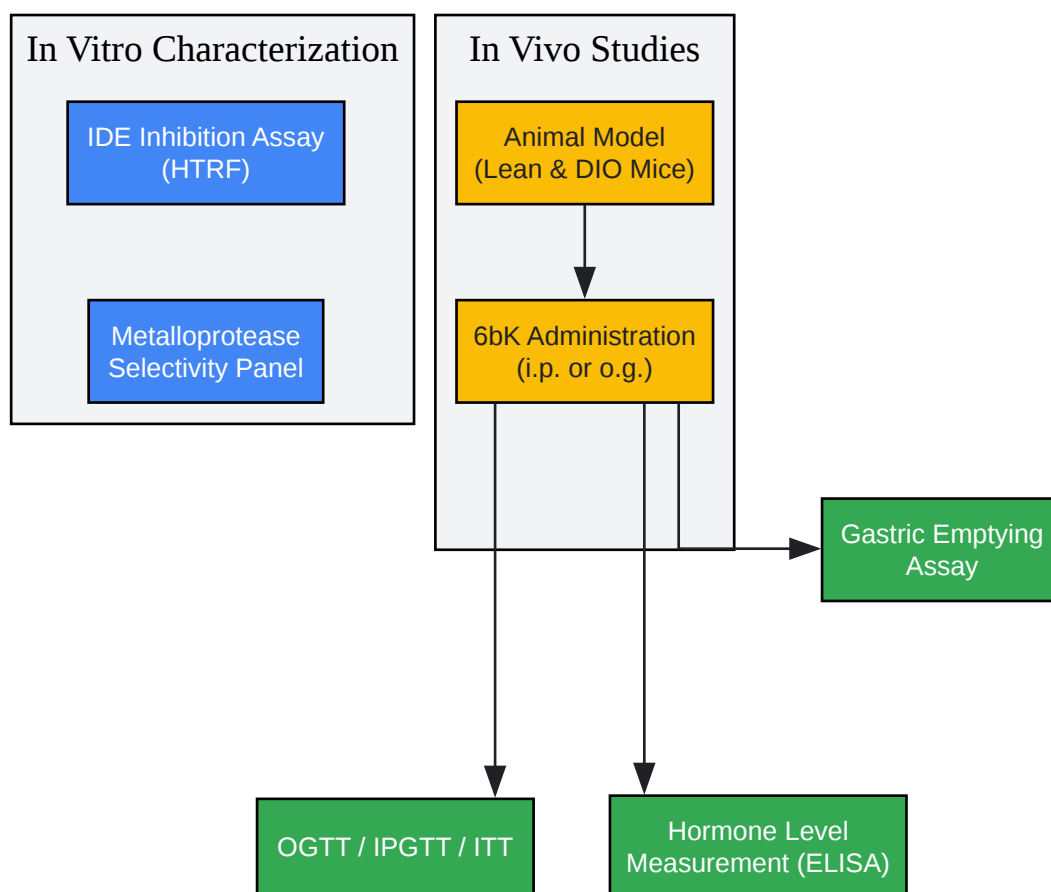 In Vitro Characterization
IDE Inhibition Assay
(HTRF)
Metalloprotease
Selectivity Panel
In Vivo Studies
Animal Model
(Lean & DIO Mice)
6bK Administration
(i.p. or o.g.)
Gastric Emptying
Assay
OGTT / IPGTT / ITT
Hormone Level
Measurement (ELISA)